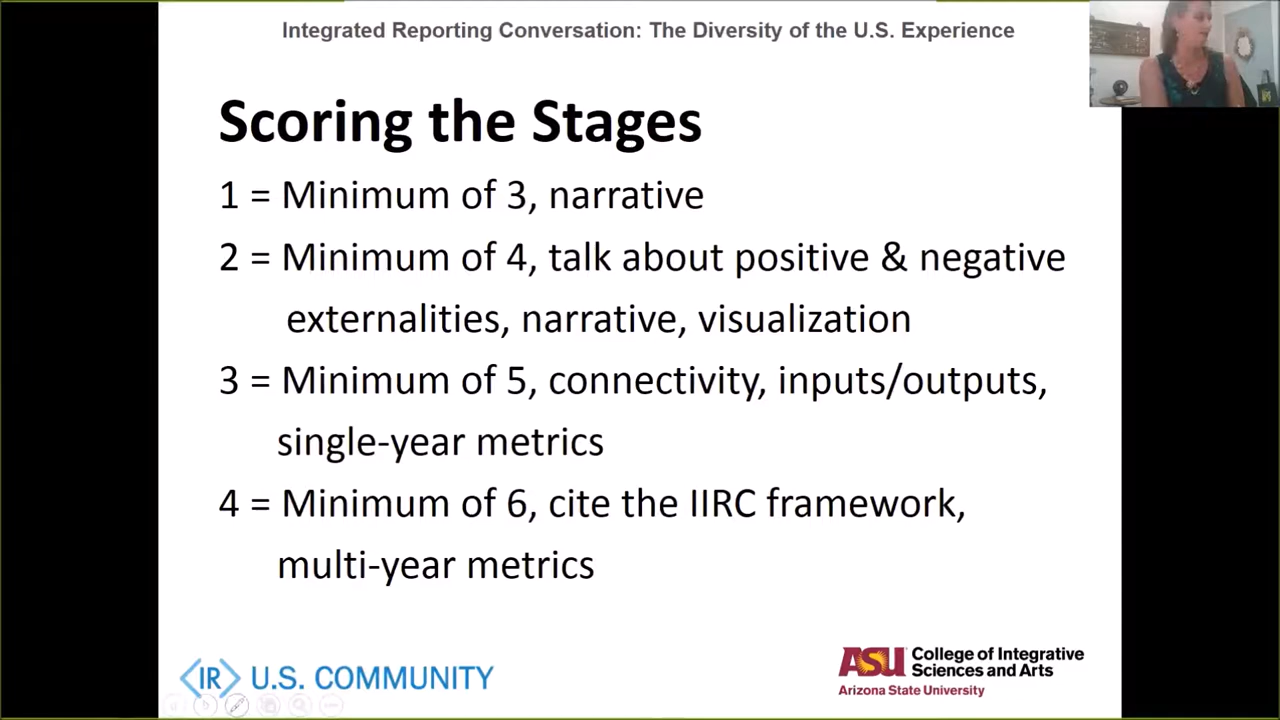 Integrated Reporting Conversation: The Diversity of the U.S. Experience
Scoring the Stages
1 = Minimum of 3, narrative
2 = Minimum of 4, talk about positive & negative
externalities, narrative, visualization
3 = Minimum of 5, connectivity, inputs/outputs,
single-year metrics
4 = Minimum of 6, cite the IIRC framework,
multi-year metrics
<IR> U.S. COMMUNITY
ASU College of Integrative
Sciences and Arts
Arizona State University